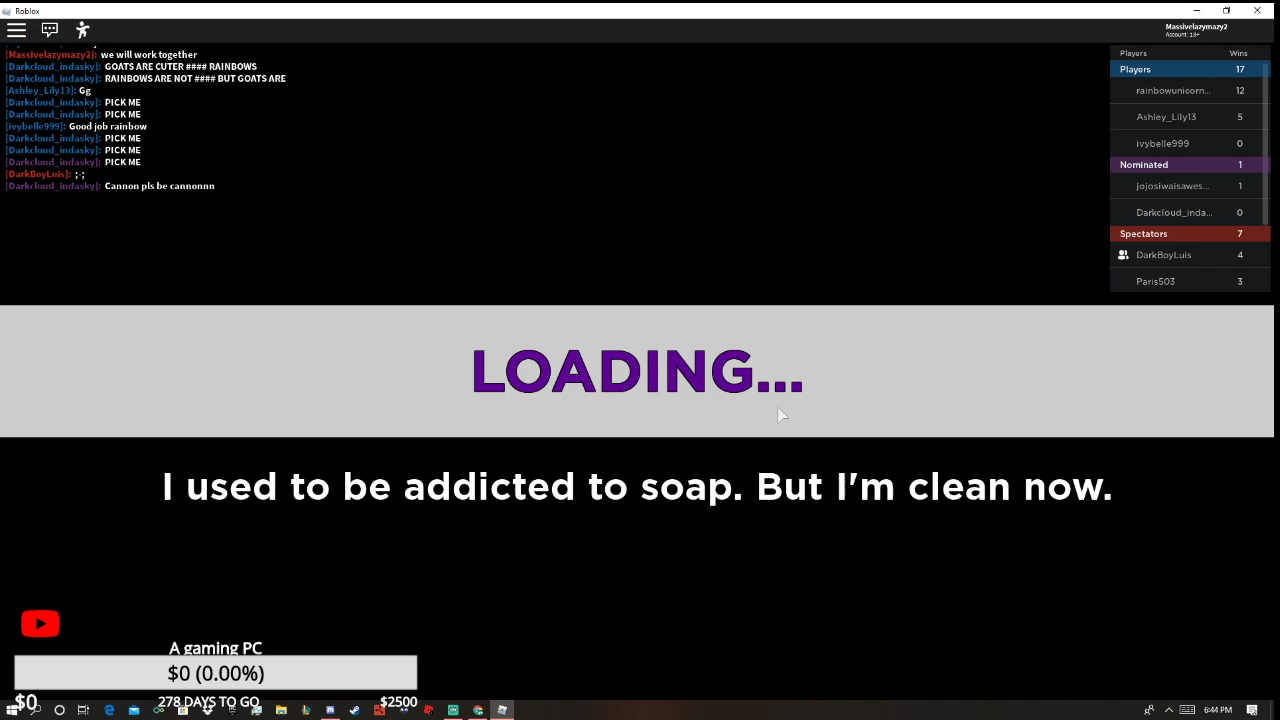 Roblox
Massivelazymazy2
Account: 13+
[Massivelazymazy2]: we will work together
[Darkcloud_indasky]: GOATS ARE CUTER #### RAINBOWS
[Darkcloud_indasky]: RAINBOWS ARE NOT #### BUT GOATS ARE
[Ashley_Lily13]: Gg
[Darkcloud_indasky]: PICK ME
[Darkcloud_indasky]: PICK ME
[ivybelle999]: Good job rainbow
[Darkcloud_indasky]: PICK ME
[Darkcloud_indasky]: PICK ME
[Darkcloud_indasky]: PICK ME
[DarkBoyLuis]: ;-;
[Darkcloud_indasky]: Cannon pls be cannonnn
Players Wins
Players 17
rainbowunicorn... 12
Ashley_Lily13 5
ivybelle999 0
Nominated 1
jojosiwaisawes... 1
Darkcloud_inda... 0
Spectators 7
DarkBoyLuis 4
Paris503 3
LOADING...
I used to be addicted to soap. But I'm clean now.
A gaming PC
$0 (0.00%)
$0 278 DAYS TO GO $2500
6:44 PM